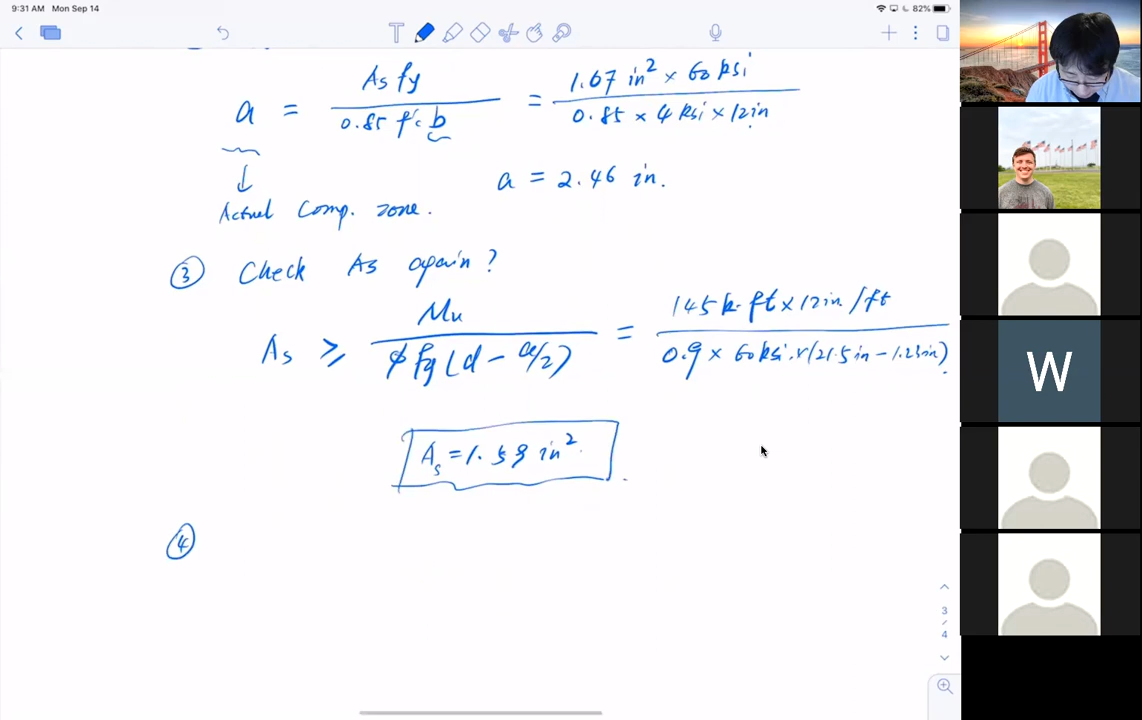 9:31 AM Mon Sep 14
82%
T
a = As fy / 0.85 f'c b = 1.67 in² × 60 ksi / 0.85 × 4 ksi × 12in
a = 2.46 in.
Actual Comp. zone.
③ Check As again?
As ≥ Mu / φ fy (d - a/2) = 145 k·ft × 12 in/ft / 0.9 × 60 ksi × (21.5 in - 1.23 in)
As = 1.59 in²
④
3/4
W